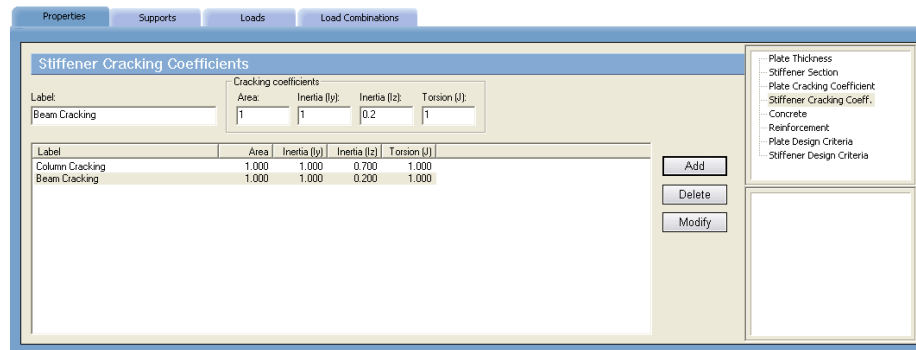 Properties Supports Loads Load Combinations
Stiffener Cracking Coefficients
Cracking coefficients
Label: Area: Inertia (Iy): Inertia (Iz): Torsion (J):
Beam Cracking 1 1 0.2 1
Label Area Inertia (Iy) Inertia (Iz) Torsion (J)
Column Cracking 1.000 1.000 0.700 1.000
Beam Cracking 1.000 1.000 0.200 1.000
Add
Delete
Modify
Plate Thickness
Stiffener Section
Plate Cracking Coefficient
Stiffener Cracking Coeff.
Concrete
Reinforcement
Plate Design Criteria
Stiffener Design Criteria